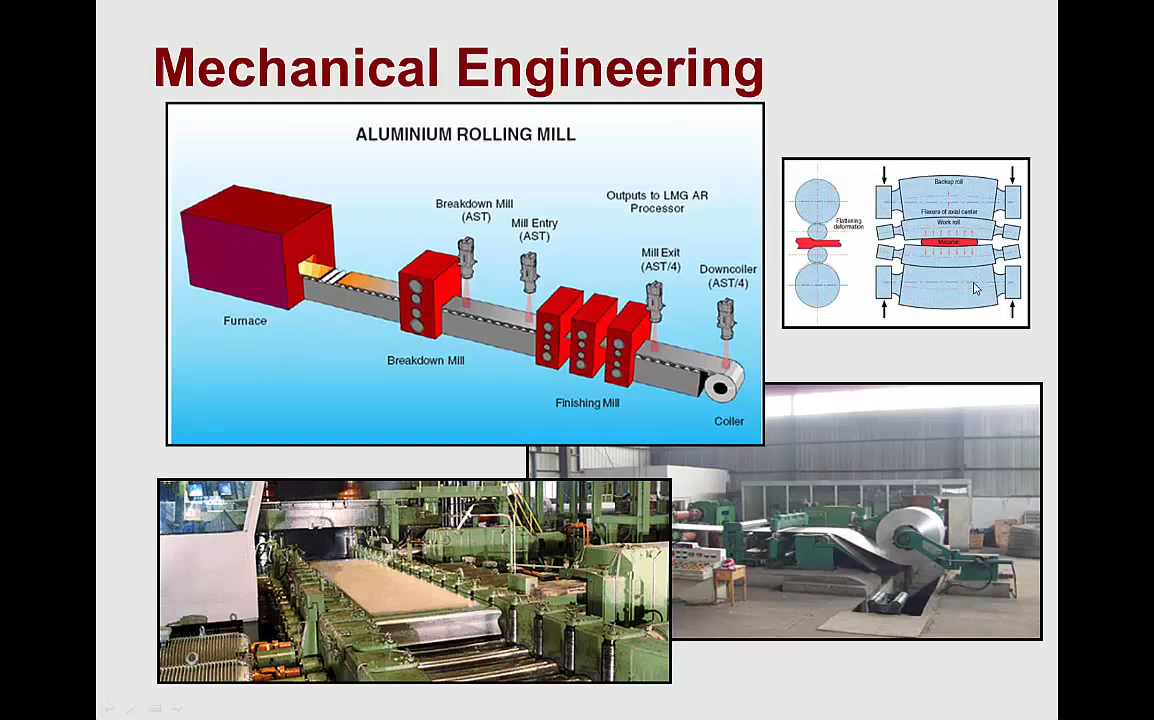 Mechanical Engineering
ALUMINIUM ROLLING MILL
Outputs to LMG AR
Processor
Breakdown Mill
(AST)
Mill Entry
(AST)
Mill Exit
(AST/4)
Downcoiler
(AST/4)
Furnace
Breakdown Mill
Finishing Mill
Coiler
Backup roll
Flexure of axial center
Work roll
Material
Flattening
deformation